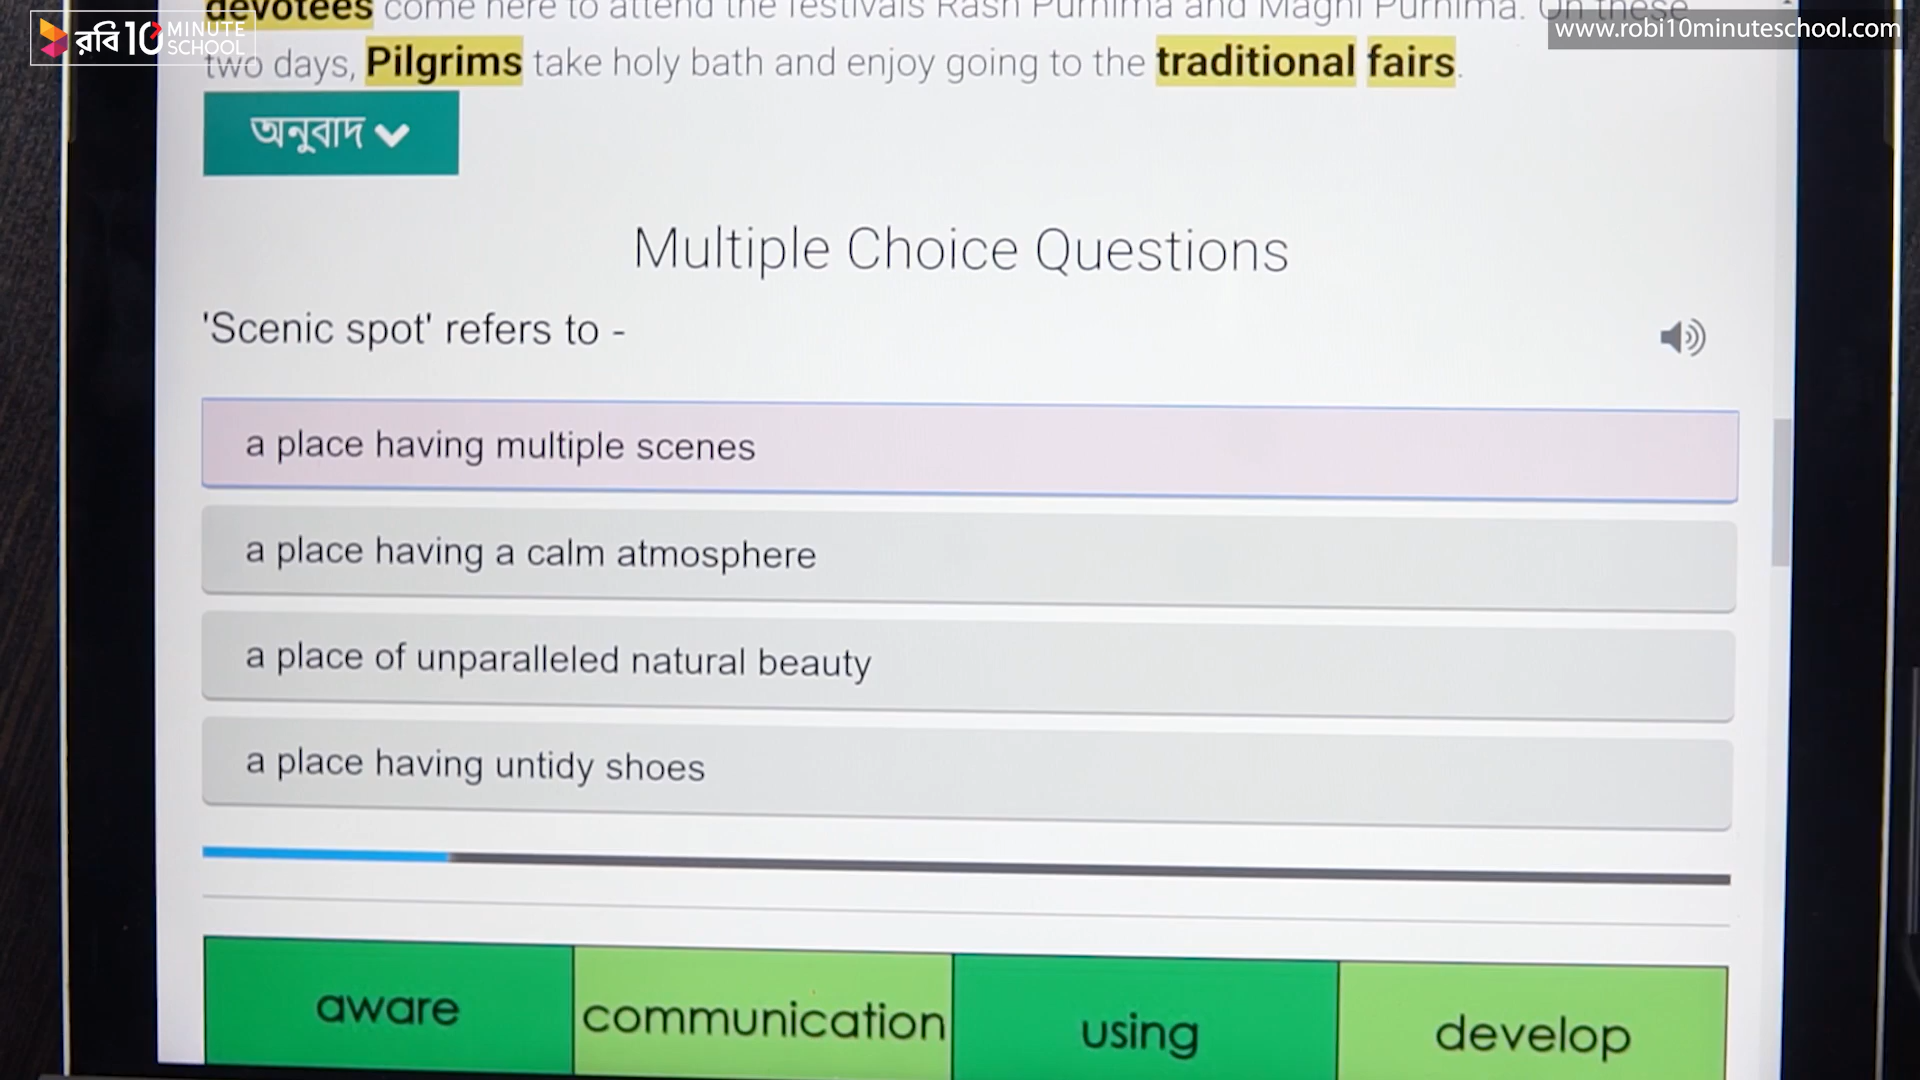 রবি 10 MINUTE SCHOOL
www.robi10minuteschool.com
devotees come here to attend the festivals Rash Purnima and Maghi Purnima. On these
two days, Pilgrims take holy bath and enjoy going to the traditional fairs.
অনুবাদ
Multiple Choice Questions
'Scenic spot' refers to -
a place having multiple scenes
a place having a calm atmosphere
a place of unparalleled natural beauty
a place having untidy shoes
aware communication using develop